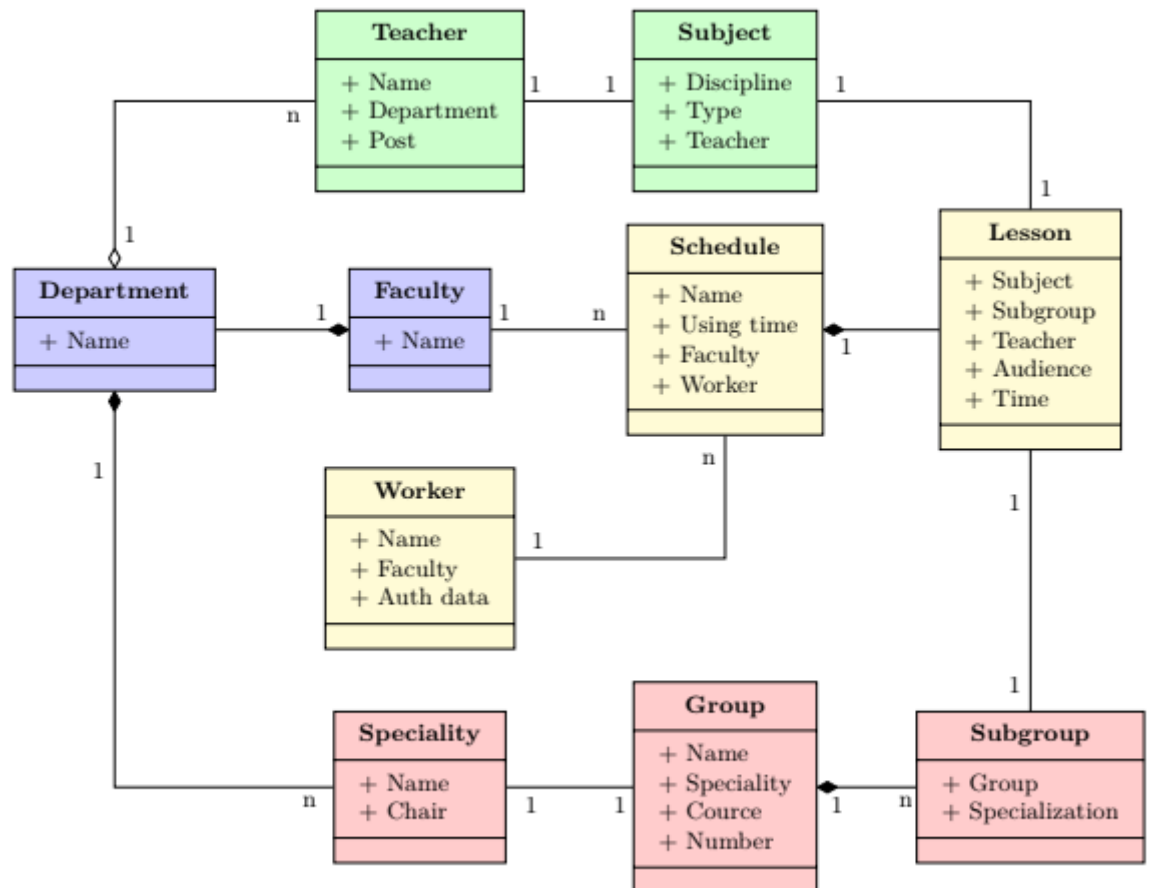 Teacher
+ Name
+ Department
+ Post
1
1
n
Subject
+ Discipline
+ Type
+ Teacher
1
1
Lesson
+ Subject
+ Subgroup
+ Teacher
+ Audience
+ Time
1
Department
+ Name
1
Faculty
+ Name
1
n
Schedule
+ Name
+ Using time
+ Faculty
+ Worker
1
n
1
Worker
+ Name
+ Faculty
+ Auth data
1
1
1
Speciality
+ Name
+ Chair
n
1
1
Group
+ Name
+ Speciality
+ Cource
+ Number
1
n
Subgroup
+ Group
+ Specialization